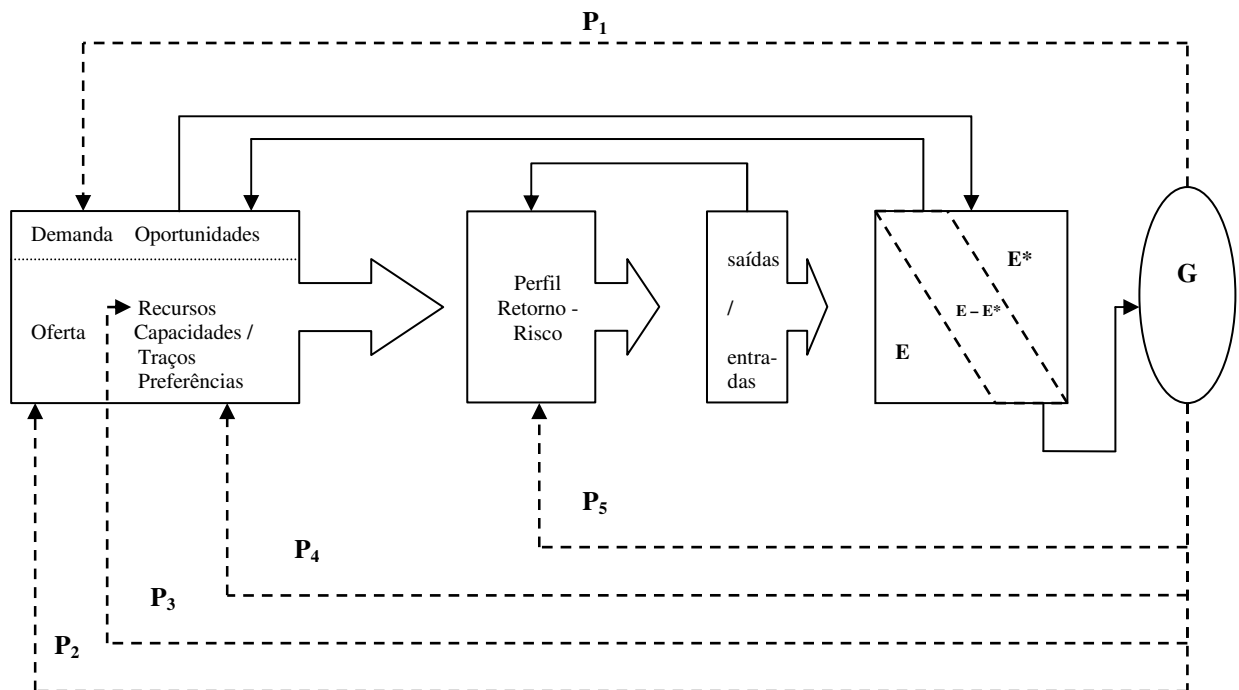 P₁
Demanda Oportunidades
Oferta
Recursos
Capacidades /
Traços
Preferências
Perfil
Retorno -
Risco
saídas
/
entra-
das
E*
E – E*
E
G
P₅
P₄
P₃
P₂